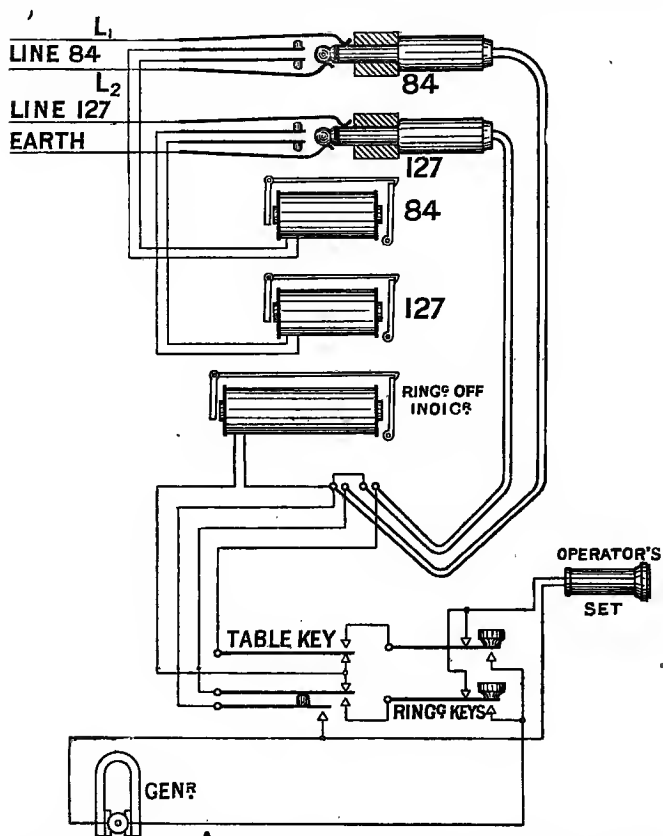 L₁
LINE 84
84
L₂
LINE 127
EARTH
127
84
127
RINGG OFF
INDICR
OPERATOR'S
SET
TABLE KEY
RINGG KEYS
GENR.